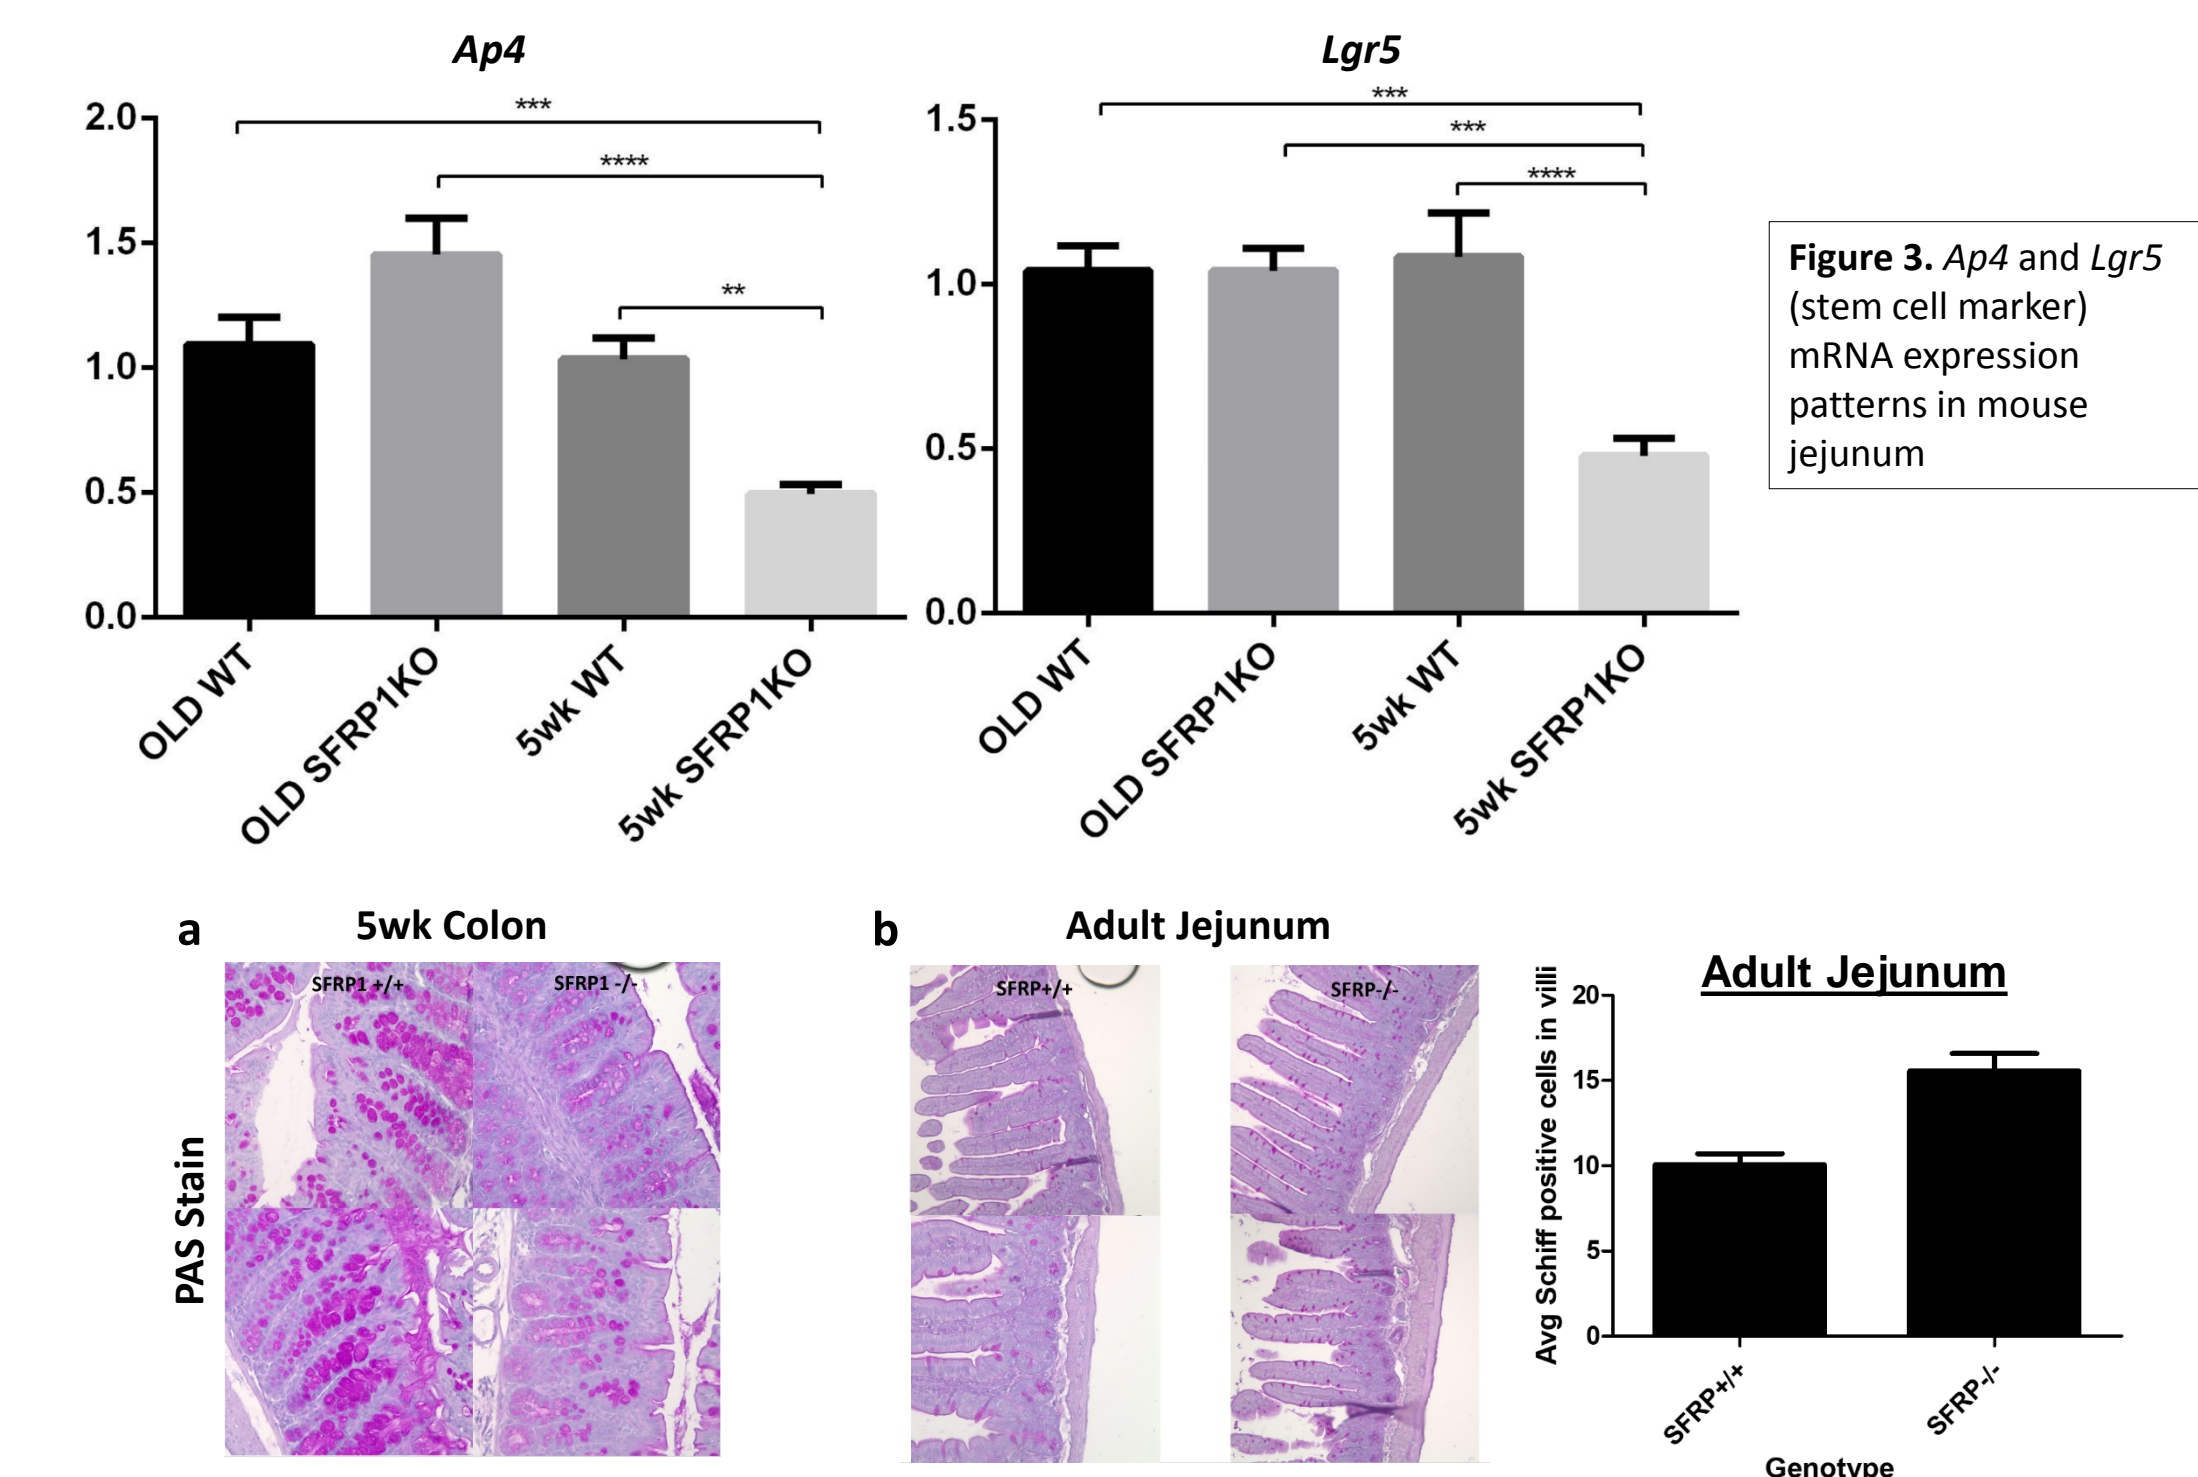 Ap4
***
****
**
2.0
1.5
1.0
0.5
0.0
OLD WT
OLD SFRP1KO
5wk WT
5wk SFRP1KO
Lgr5
***
***
****
1.5
1.0
0.5
0.0
OLD WT
OLD SFRP1KO
5wk WT
5wk SFRP1KO
Figure 3. Ap4 and Lgr5
(stem cell marker)
mRNA expression
patterns in mouse
jejunum
a
5wk Colon
PAS Stain
SFRP1 +/+
SFRP1 -/-
b
Adult Jejunum
SFRP+/+
SFRP-/-
Adult Jejunum
Avg Schiff positive cells in villi
20
15
10
5
0
SFRP+/+
SFRP-/-
Genotype